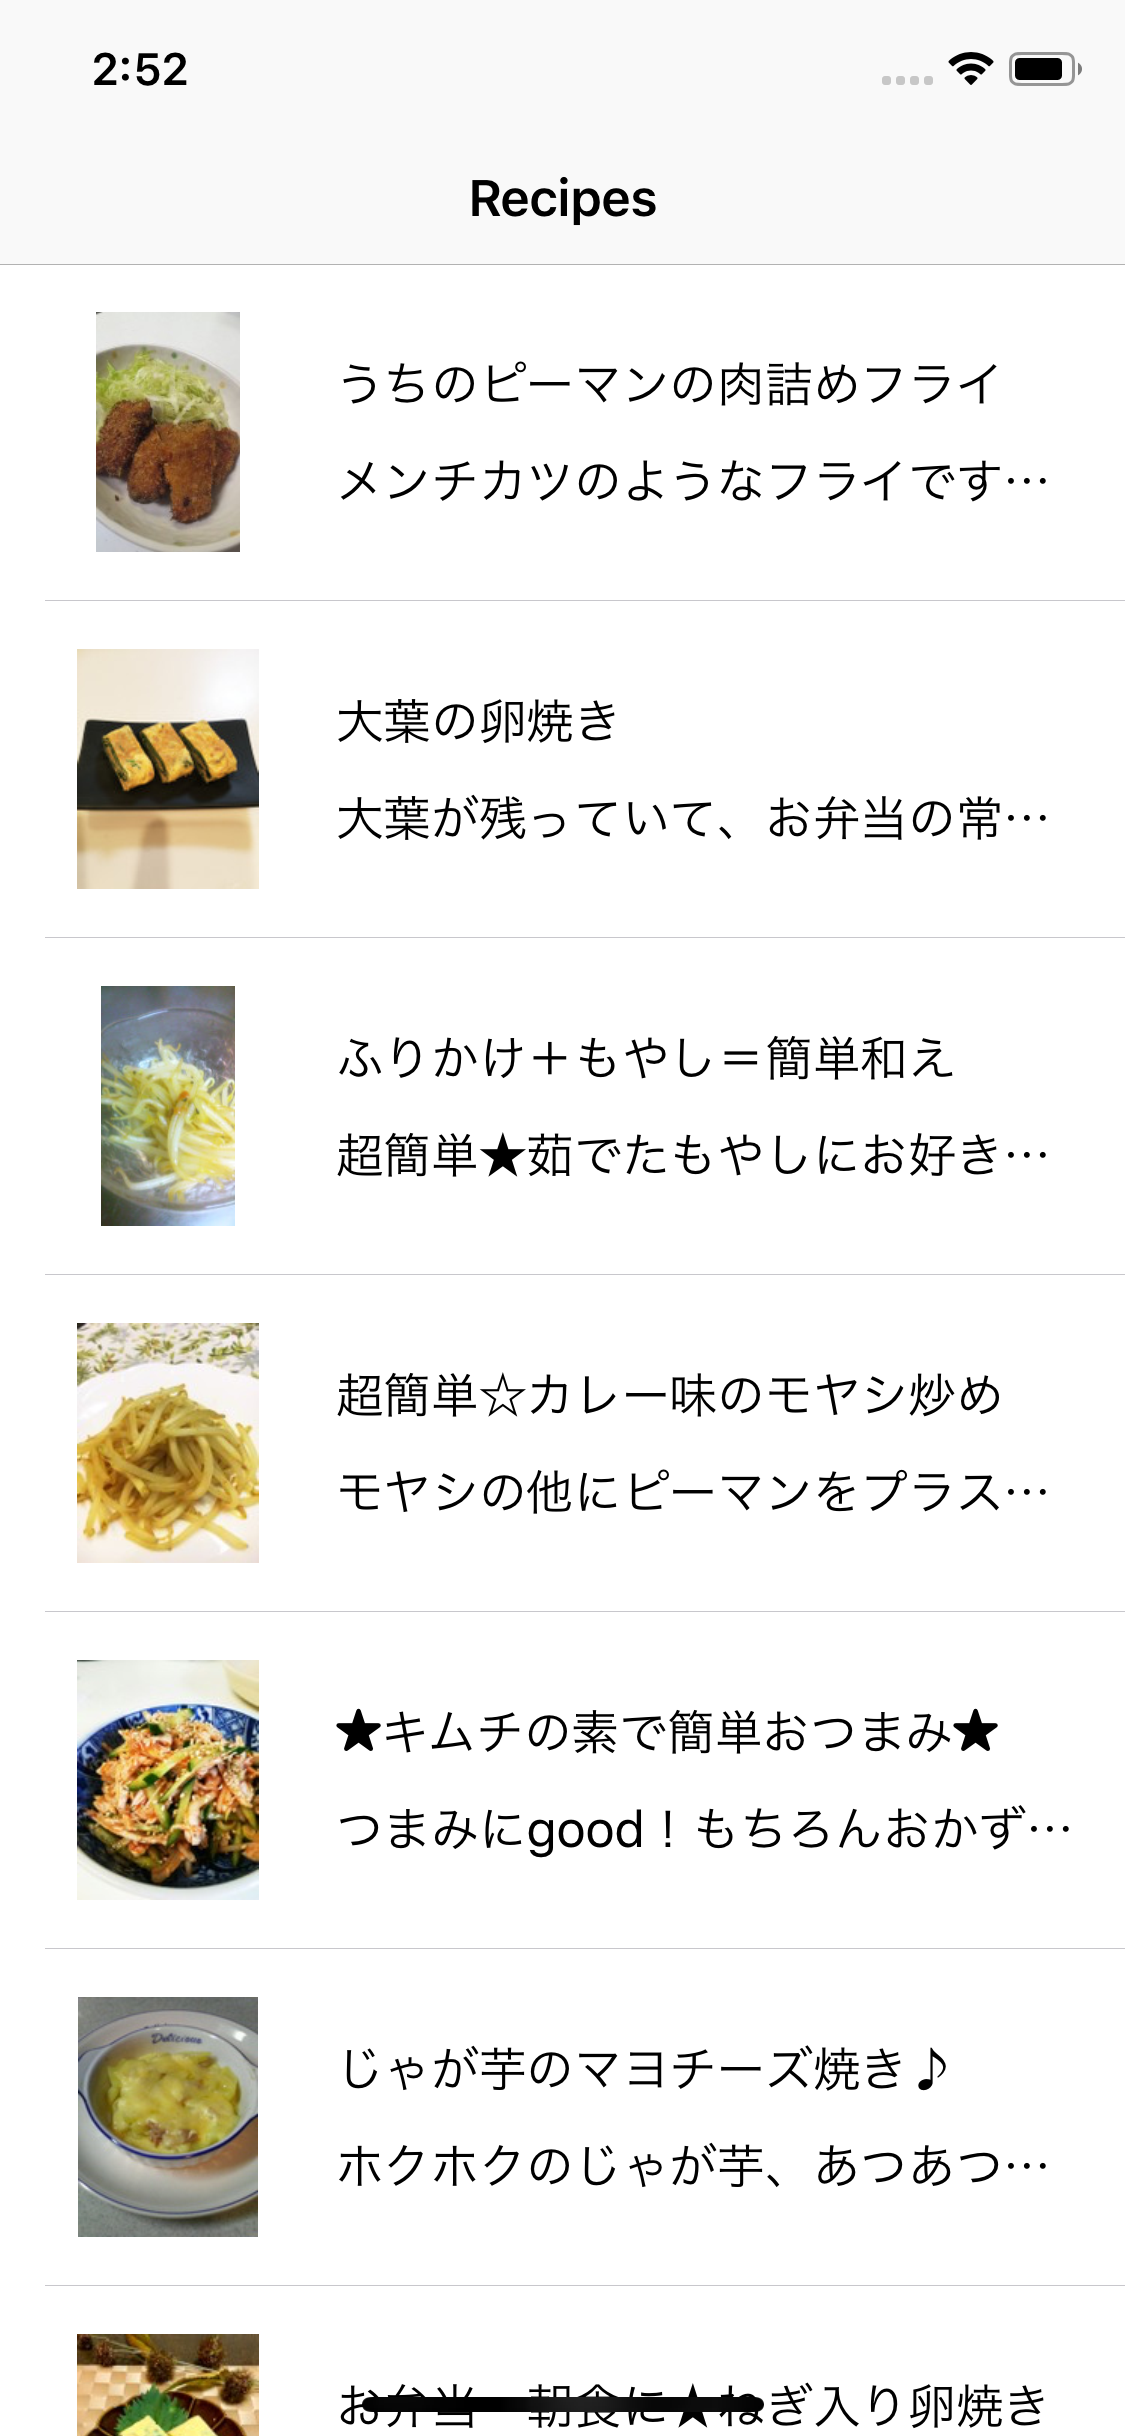 2:52
Recipes
うちのピーマンの肉詰めフライ
メンチカツのようなフライです…
大葉の卵焼き
大葉が残っていて、お弁当の常…
ふりかけ＋もやし＝簡単和え
超簡単★茹でたもやしにお好き…
超簡単☆カレー味のモヤシ炒め
モヤシの他にピーマンをプラス…
★キムチの素で簡単おつまみ★
つまみにgood！もちろんおかず…
Delicious
じゃが芋のマヨチーズ焼き♪
ホクホクのじゃが芋、あつあつ…
お弁当　朝食に★ねぎ入り卵焼き